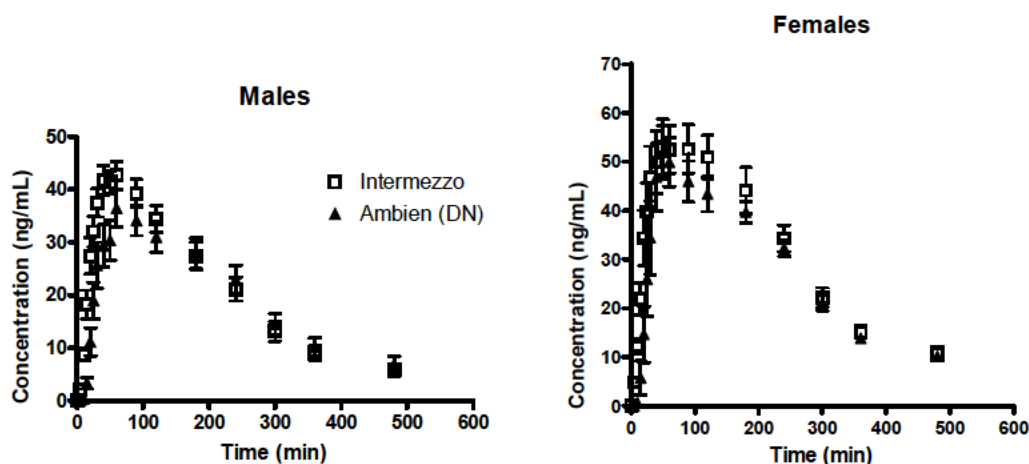 Males
Concentration (ng/mL)
50
40
30
20
10
0
0 100 200 300 400 500 600
Time (min)
Intermezzo
Ambien (DN)
Females
Concentration (ng/mL)
70
60
50
40
30
20
10
0
0 100 200 300 400 500 600
Time (min)